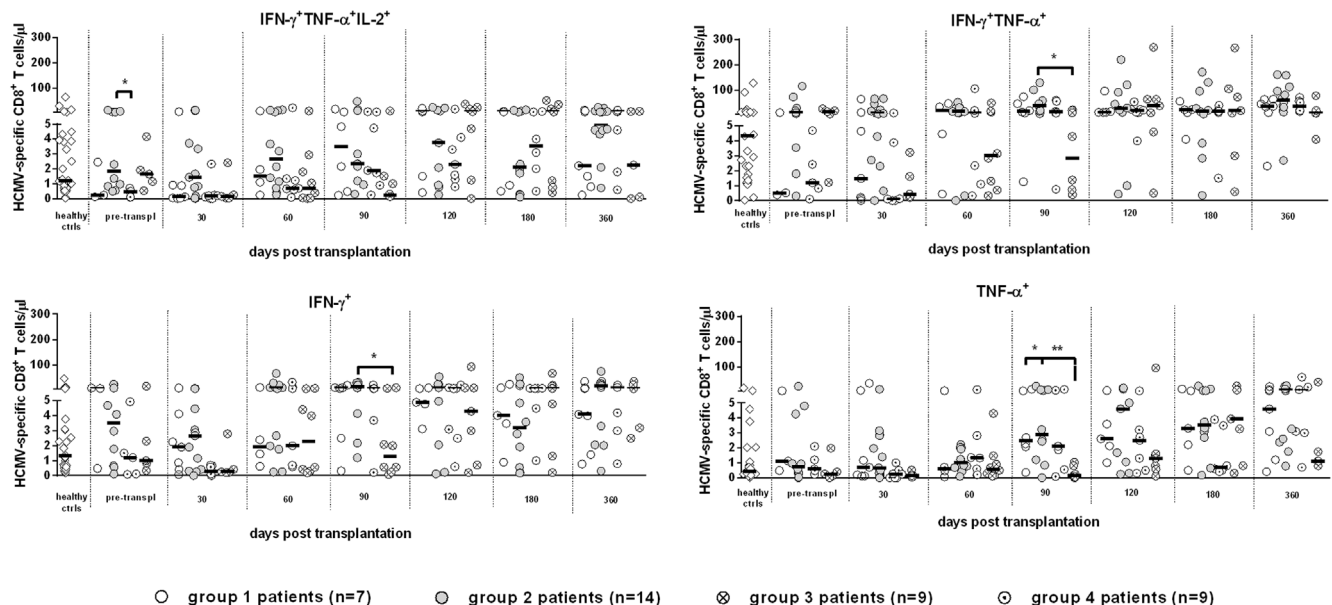 IFN-γ⁺TNF-α⁺IL-2⁺
HCMV-specific CD8⁺ T cells/µl
300
200
100
5
4
3
2
1
0
*
healthy ctrls pre-transpl 30 60 90 120 180 360
days post transplantation
IFN-γ⁺TNF-α⁺
HCMV-specific CD8⁺ T cells/µl
300
200
100
5
4
3
2
1
0
*
healthy ctrls pre-transpl 30 60 90 120 180 360
days post transplantation
IFN-γ⁺
HCMV-specific CD8⁺ T cells/µl
300
200
100
5
4
3
2
1
0
*
healthy ctrls pre-transpl 30 60 90 120 180 360
days post transplantation
TNF-α⁺
HCMV-specific CD8⁺ T cells/µl
300
200
100
5
4
3
2
1
0
* **
healthy ctrls pre-transpl 30 60 90 120 180 360
days post transplantation
group 1 patients (n=7) group 2 patients (n=14) group 3 patients (n=9) group 4 patients (n=9)